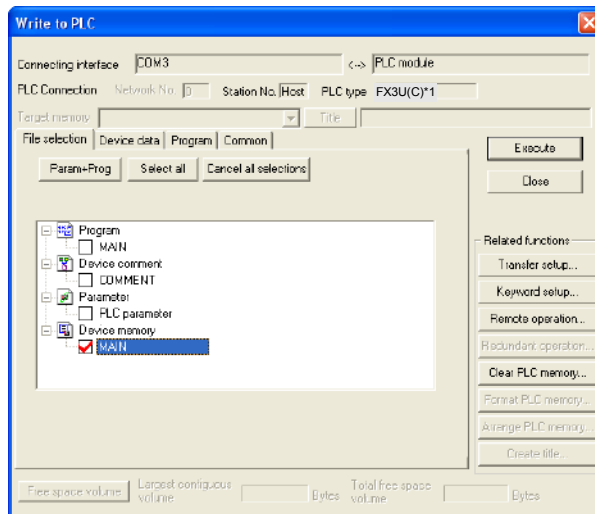 Write to PLC
Connecting interface COM3 <--> PLC module
PLC Connection Network No. 0 Station No. Host PLC type FX3U(C)*1
Target memory Title
File selection Device data Program Common
Execute
Param+Prog Select all Cancel all selections
Close
Program
MAIN
Device comment
COMMENT
Parameter
PLC parameter
Device memory
MAIN
Related functions
Transfer setup...
Keyword setup...
Remote operation...
Redundant operation...
Clear PLC memory...
Format PLC memory...
Arrange PLC memory...
Create title...
Free space volume Largest contiguous volume Bytes Total free space volume Bytes